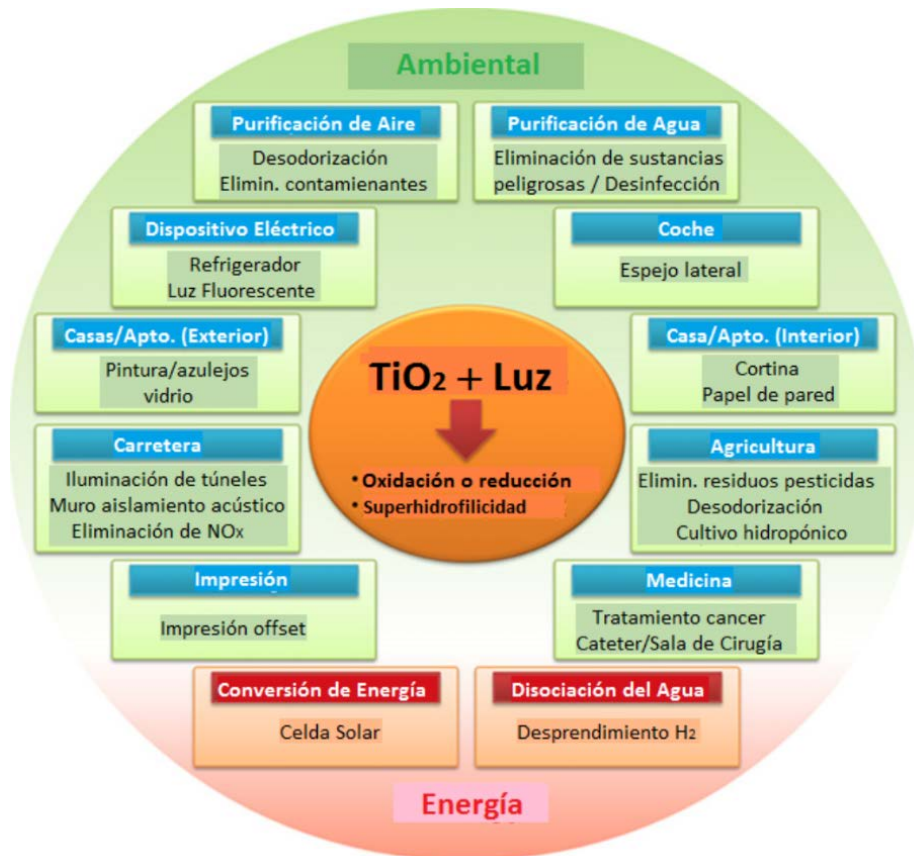 Ambiental
Purificación de Aire
Desodorización
Elimin. contamienantes
Purificación de Agua
Eliminación de sustancias
peligrosas / Desinfección
Dispositivo Eléctrico
Refrigerador
Luz Fluorescente
Coche
Espejo lateral
Casas/Apto. (Exterior)
Pintura/azulejos
vidrio
TiO₂ + Luz
• Oxidación o reducción
• Superhidrofilicidad
Casa/Apto. (Interior)
Cortina
Papel de pared
Carretera
Iluminación de túneles
Muro aislamiento acústico
Eliminación de NOx
Agricultura
Elimin. residuos pesticidas
Desodorización
Cultivo hidropónico
Impresión
Impresión offset
Medicina
Tratamiento cancer
Cateter/Sala de Cirugía
Conversión de Energía
Celda Solar
Disociación del Agua
Desprendimiento H₂
Energía